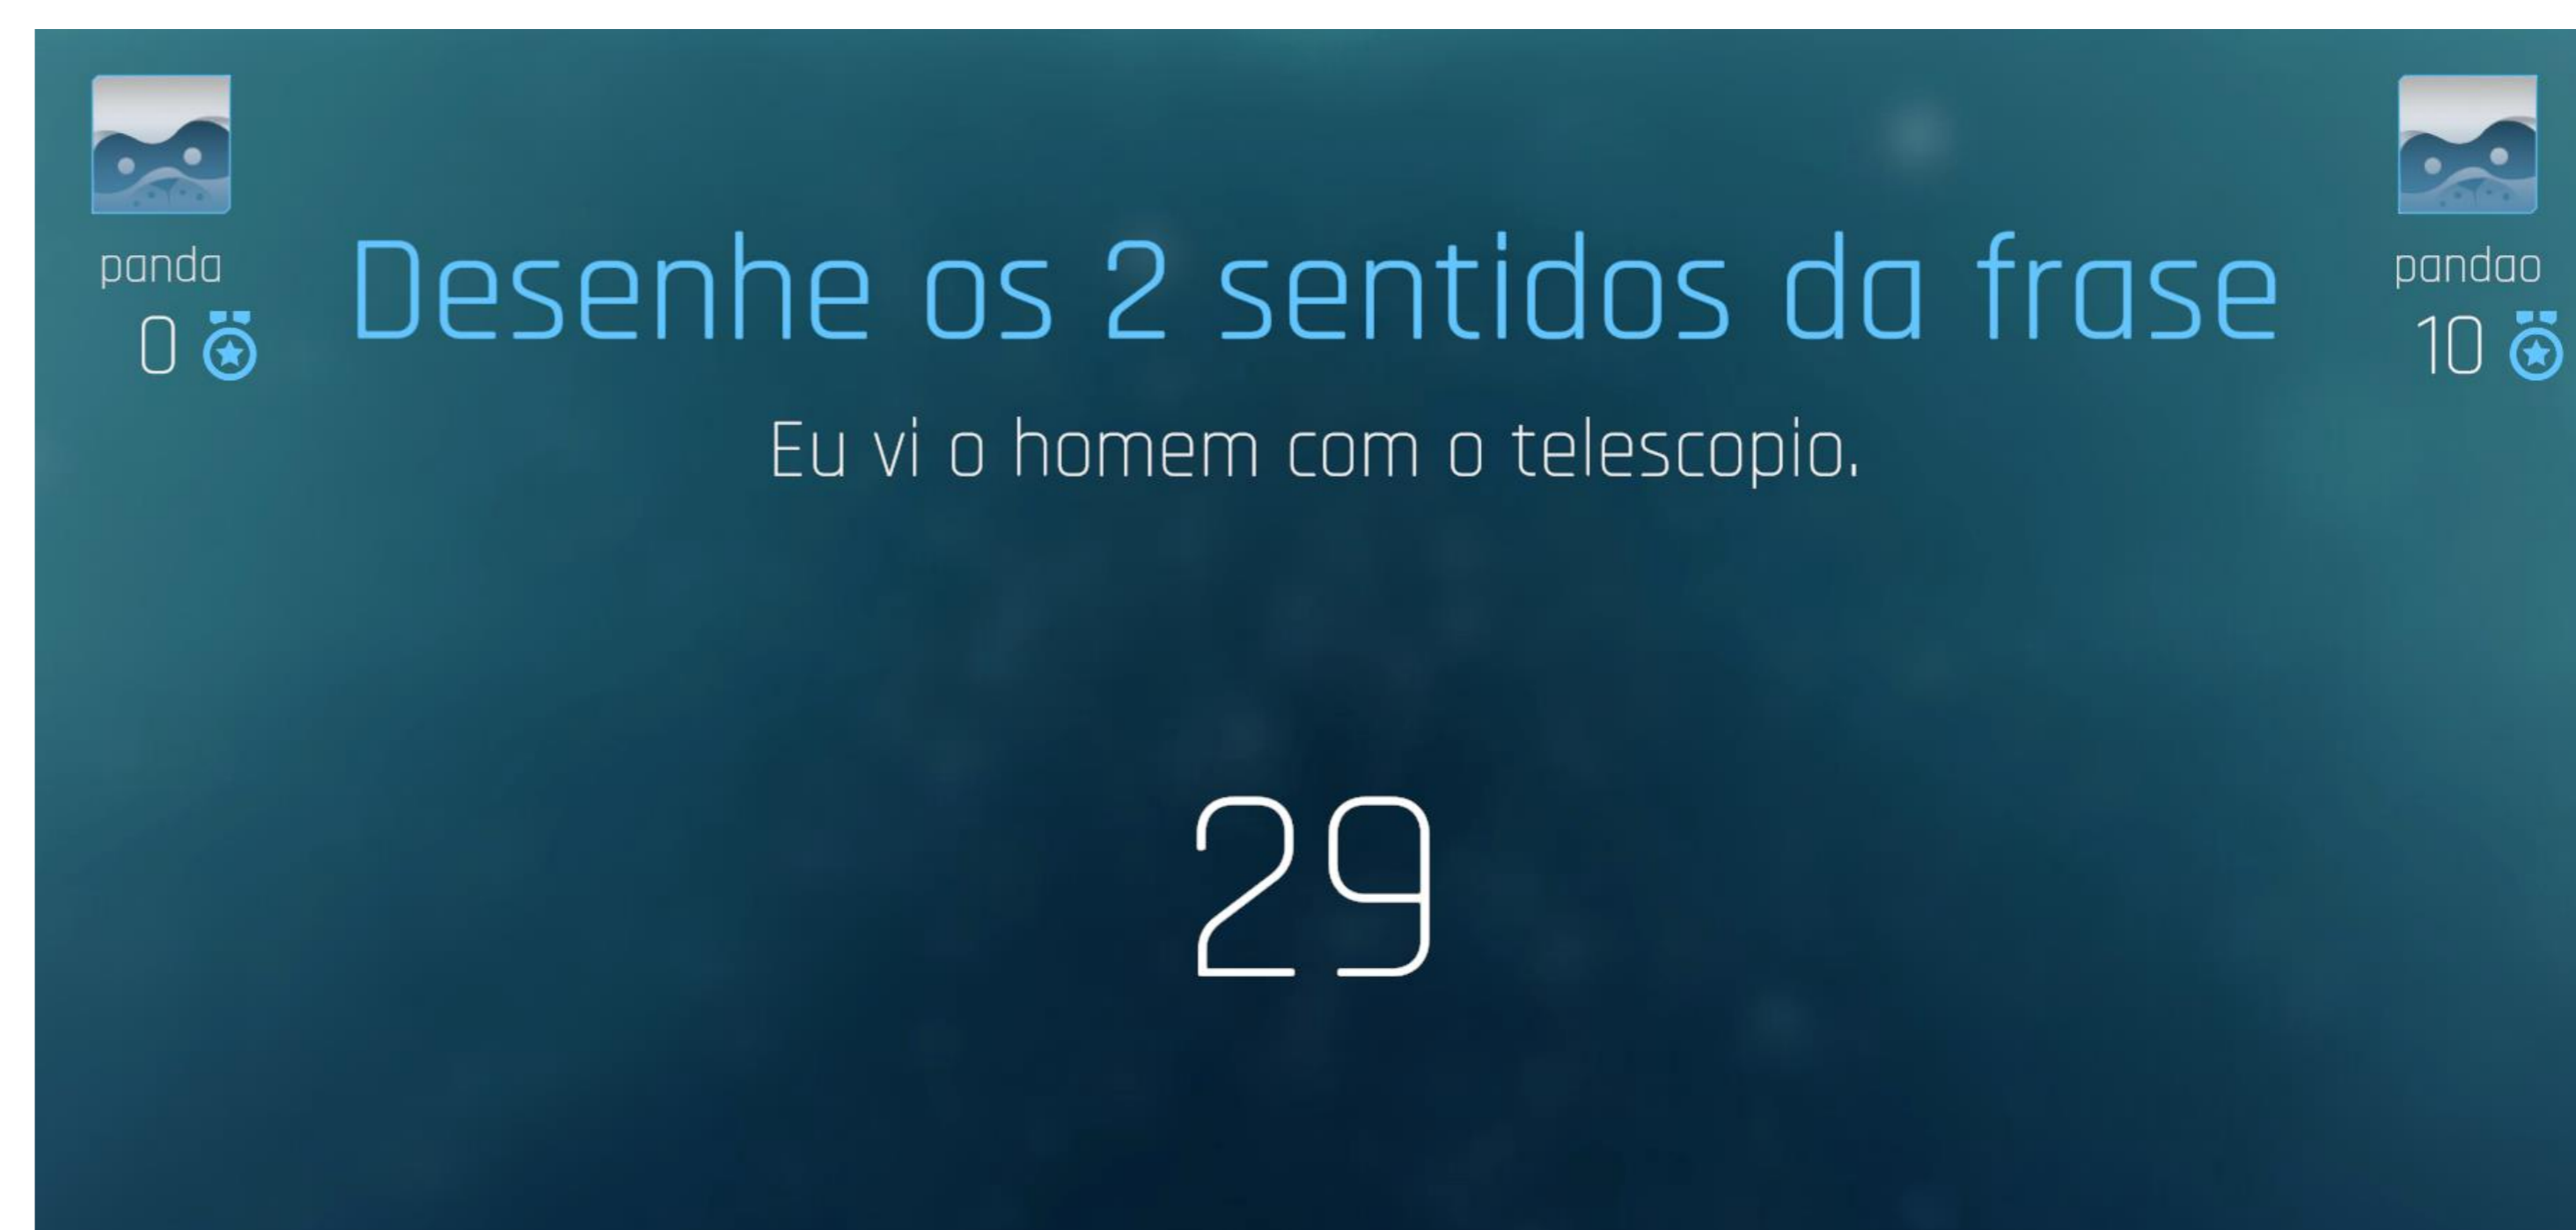 panda
0
Desenhe os 2 sentidos da frase
pandao
10
Eu vi o homem com o telescopio.
29